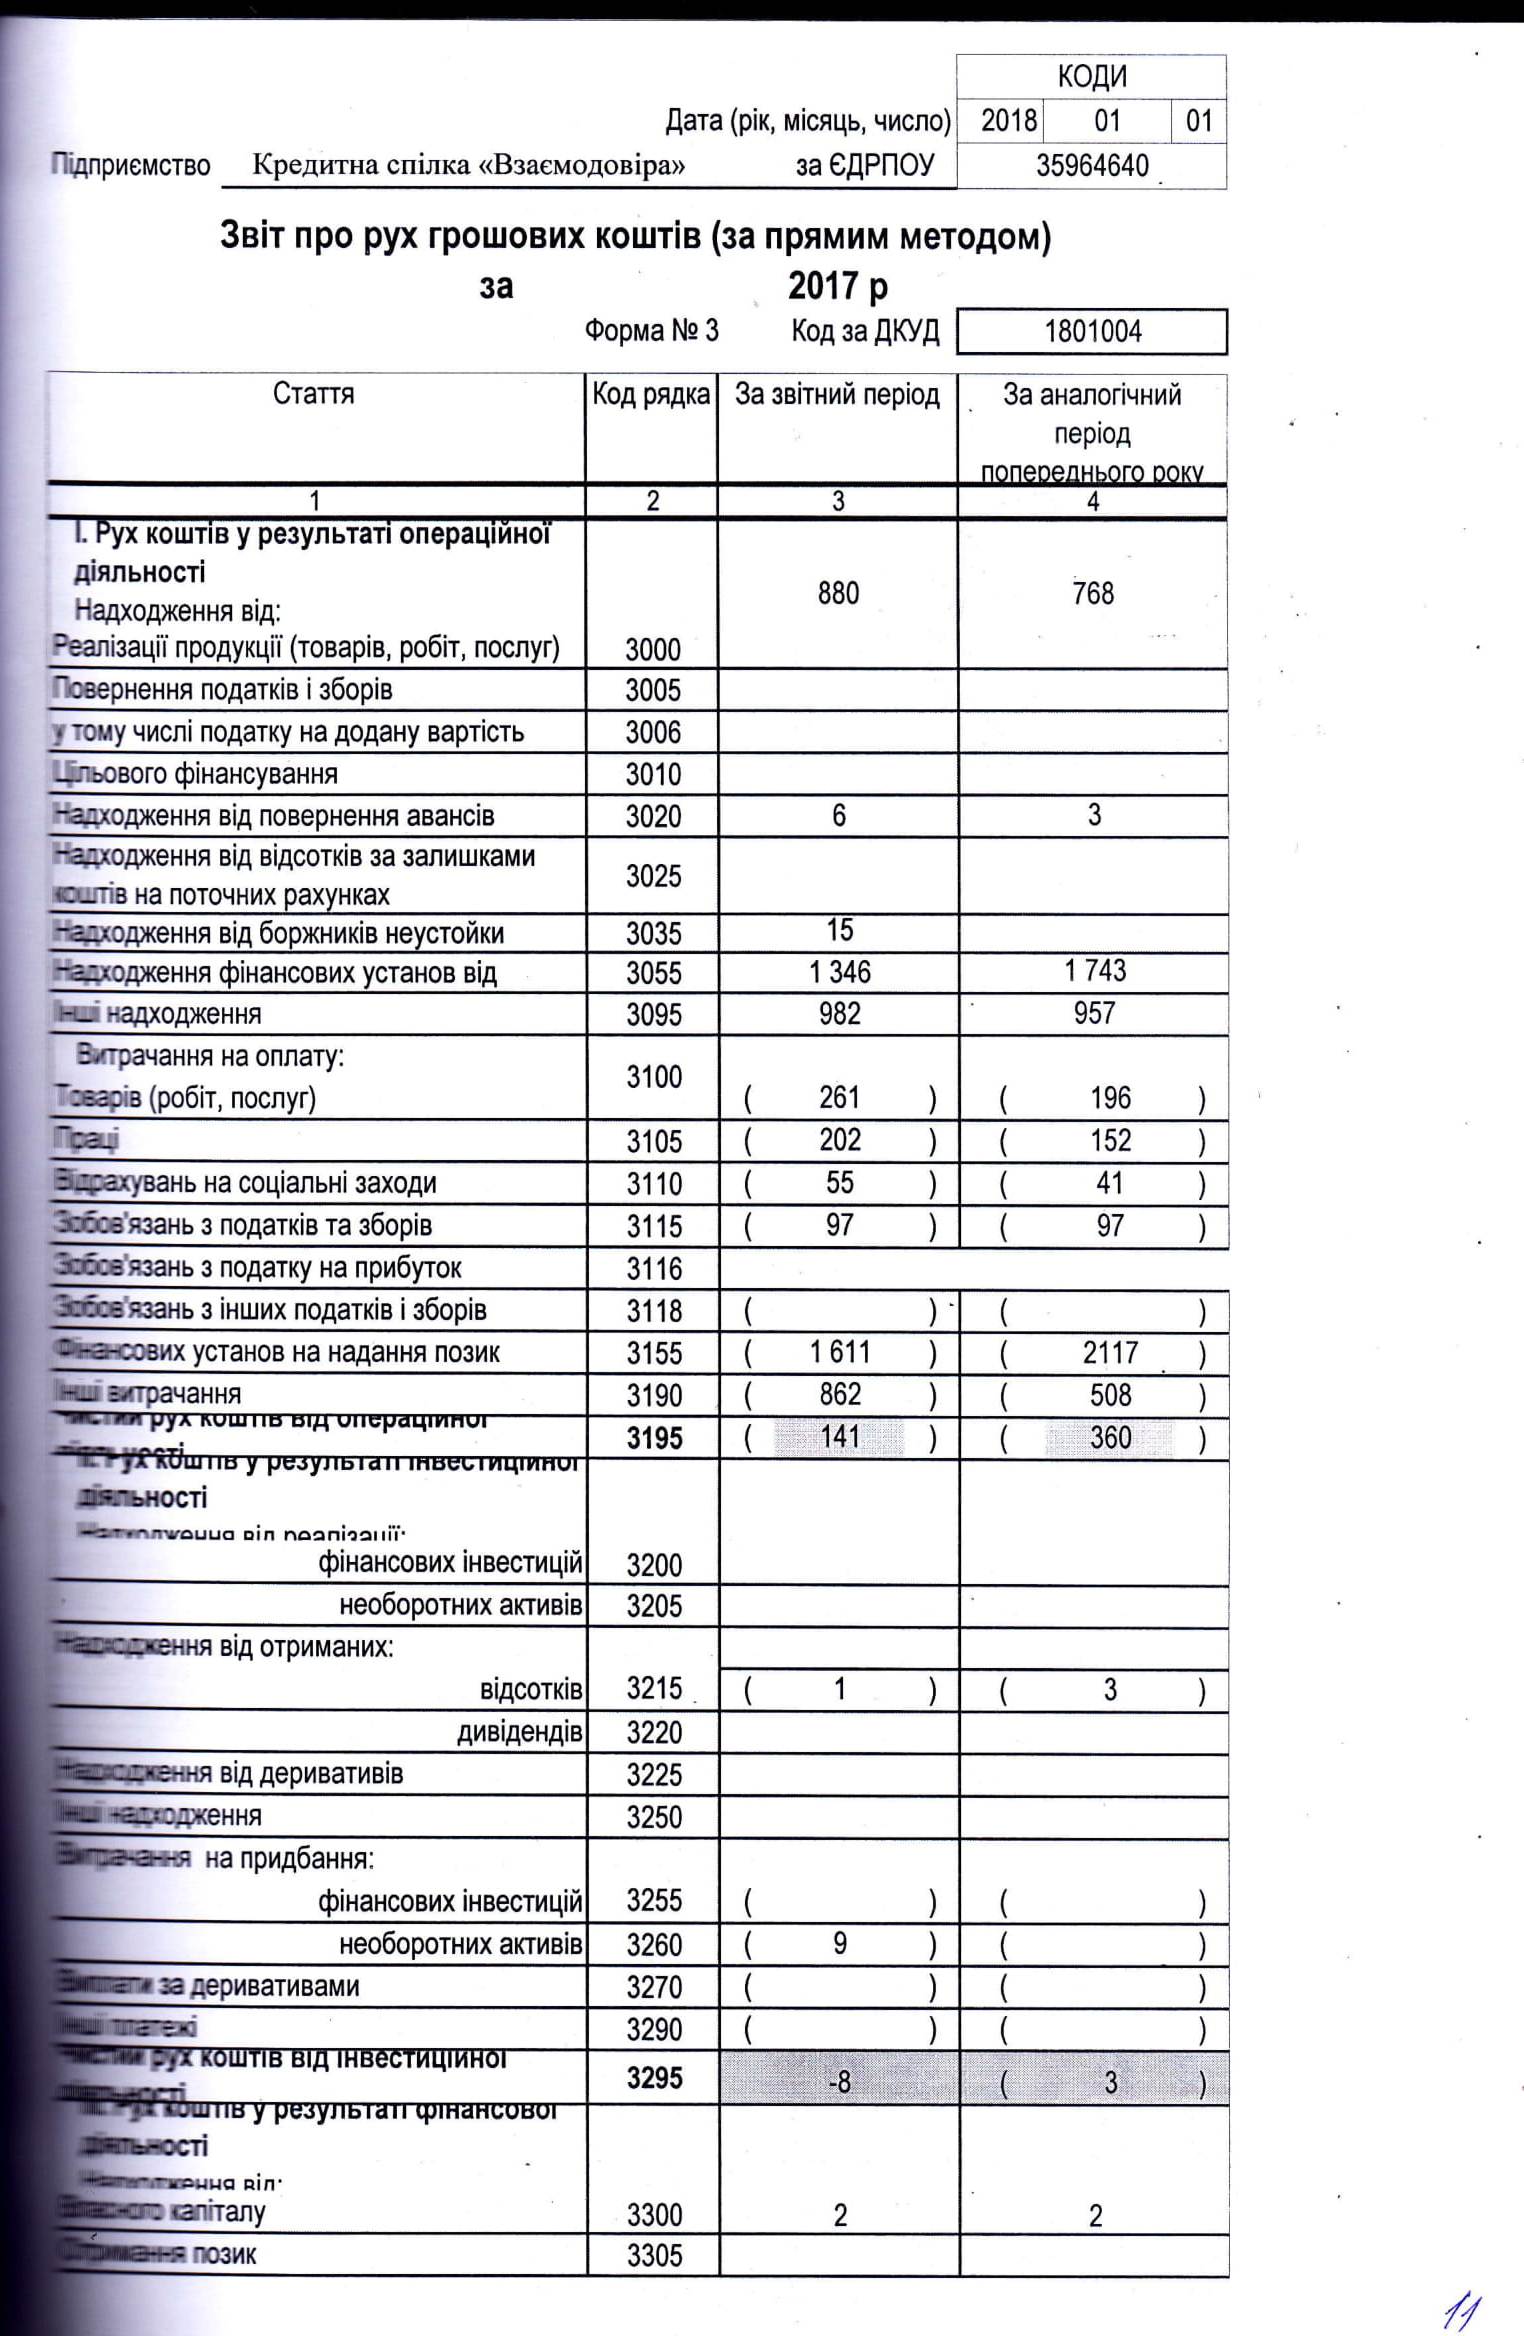 КОДИ
Дата (рік, місяць, число) 2018 01 01
Підприємство Кредитна спілка «Взаємодовіра» за ЄДРПОУ 35964640
Звіт про рух грошових коштів (за прямим методом)
за 2017 р
Форма № 3 Код за ДКУД 1801004
Стаття Код рядка За звітний період За аналогічний
період
попереднього року
1 2 3 4
І. Рух коштів у результаті операційної
діяльності
880 768
Надходження від:
Реалізації продукції (товарів, робіт, послуг) 3000
Повернення податків і зборів 3005
у тому числі податку на додану вартість 3006
Цільового фінансування 3010
Надходження від повернення авансів 3020 6 3
Надходження від відсотків за залишками
коштів на поточних рахунках 3025
Надходження від боржників неустойки 3035 15
Надходження фінансових установ від 3055 1 346 1 743
Інші надходження 3095 982 957
Витрачання на оплату:
Товарів (робіт, послуг) 3100 ( 261 ) ( 196 )
Праці 3105 ( 202 ) ( 152 )
Відрахувань на соціальні заходи 3110 ( 55 ) ( 41 )
Зобов'язань з податків та зборів 3115 ( 97 ) ( 97 )
Зобов'язань з податку на прибуток 3116
Зобов'язань з інших податків і зборів 3118 ( ) ( )
Фінансових установ на надання позик 3155 ( 1 611 ) ( 2117 )
Інші витрачання 3190 ( 862 ) ( 508 )
Чистий рух коштів від операційної
діяльності 3195 ( 141 ) ( 360 )
ІІ. Рух коштів у результаті інвестиційної
діяльності
Надходження від реалізації:
фінансових інвестицій 3200
необоротних активів 3205
Надходження від отриманих:
відсотків 3215 ( 1 ) ( 3 )
дивідендів 3220
Надходження від деривативів 3225
Інші надходження 3250
Витрачання на придбання:
фінансових інвестицій 3255 ( ) ( )
необоротних активів 3260 ( 9 ) ( )
Виплати за деривативами 3270 ( ) ( )
Інші платежі 3290 ( ) ( )
Чистий рух коштів від інвестиційної
діяльності 3295 -8 ( 3 )
ІІІ. Рух коштів у результаті фінансової
діяльності
Надходження від:
Власного капіталу 3300 2 2
Отримання позик 3305
11